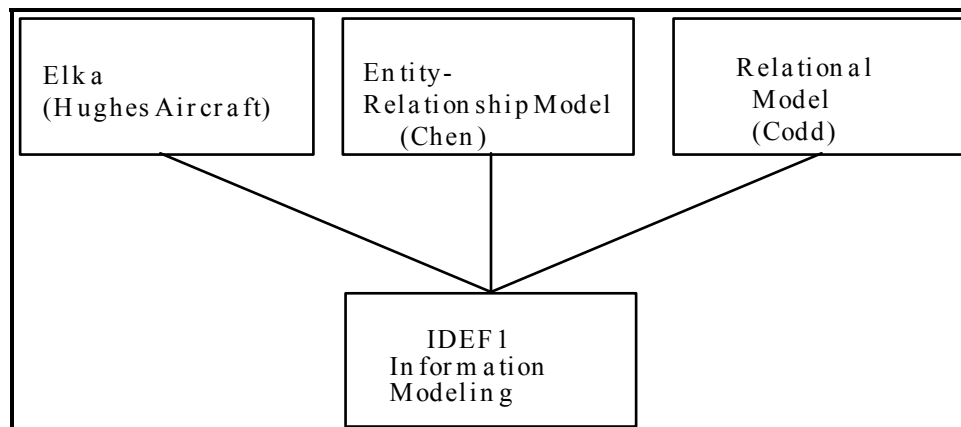 Elka
(Hughes Aircraft)
Entity-
Relationship Model
(Chen)
Relational
Model
(Codd)
IDEF1
Information
Modeling